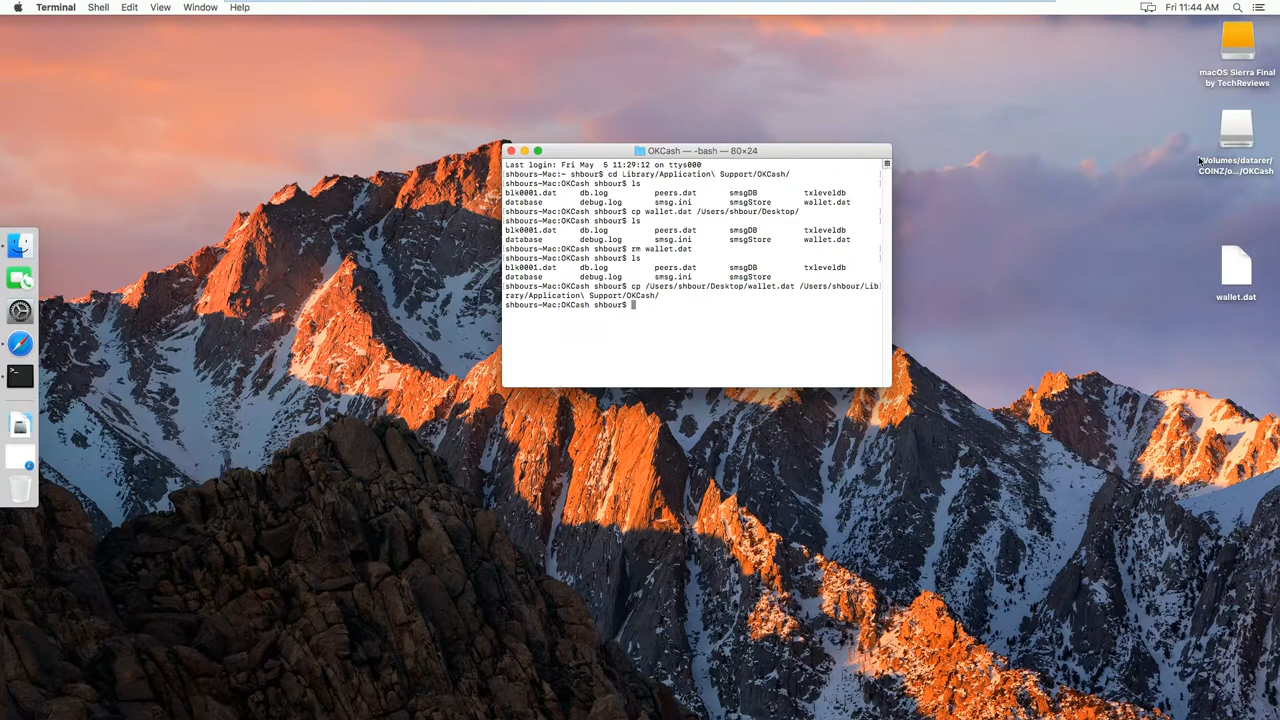 Terminal Shell Edit View Window Help Fri 11:44 AM
macOS Sierra Final
by TechReviews
/Volumes/datarer/
COINZ/o.../OKCash
wallet.dat
OKCash — -bash — 80×24
Last login: Fri May  5 11:29:12 on ttys000
shbours-Mac:~ shbour$ cd Library/Application\ Support/OKCash/
shbours-Mac:OKCash shbour$ ls
blk0001.dat db.log peers.dat smsgDB txleveldb
database debug.log smsg.ini smsgStore wallet.dat
shbours-Mac:OKCash shbour$ cp wallet.dat /Users/shbour/Desktop/
shbours-Mac:OKCash shbour$ ls
blk0001.dat db.log peers.dat smsgDB txleveldb
database debug.log smsg.ini smsgStore wallet.dat
shbours-Mac:OKCash shbour$ rm wallet.dat
shbours-Mac:OKCash shbour$ ls
blk0001.dat db.log peers.dat smsgDB txleveldb
database debug.log smsg.ini smsgStore
shbours-Mac:OKCash shbour$ cp /Users/shbour/Desktop/wallet.dat /Users/shbour/Lib
rary/Application\ Support/OKCash/
shbours-Mac:OKCash shbour$